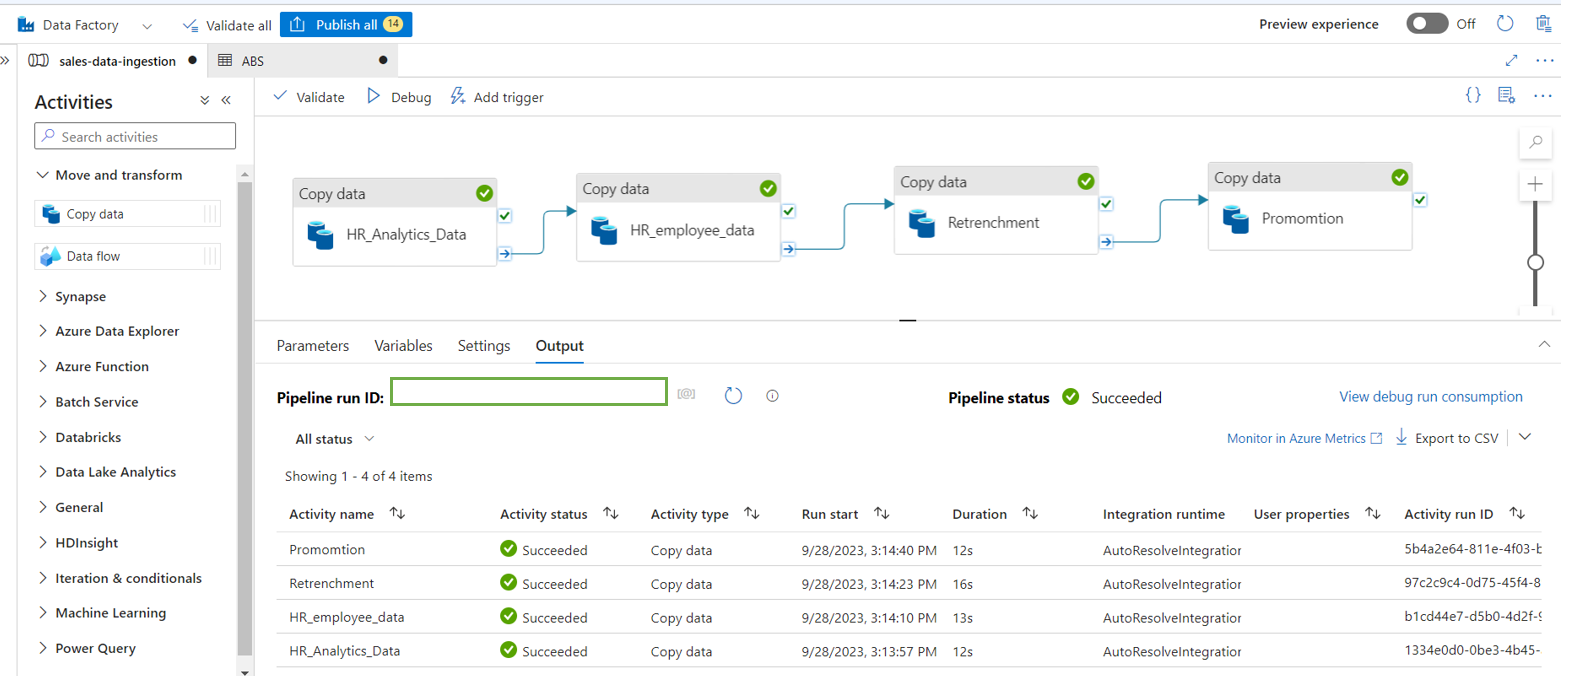 Data Factory Validate all Publish all 14 Preview experience Off
sales-data-ingestion ABS
Activities
Validate Debug Add trigger
Search activities
Move and transform
Copy data
Data flow
Synapse
Azure Data Explorer
Azure Function
Batch Service
Databricks
Data Lake Analytics
General
HDInsight
Iteration & conditionals
Machine Learning
Power Query
Copy data
HR_Analytics_Data
Copy data
HR_employee_data
Copy data
Retrenchment
Copy data
Promomtion
Parameters Variables Settings Output
Pipeline run ID: Pipeline status Succeeded View debug run consumption
All status Monitor in Azure Metrics Export to CSV
Showing 1 - 4 of 4 items
Activity name Activity status Activity type Run start Duration Integration runtime User properties Activity run ID
Promomtion Succeeded Copy data 9/28/2023, 3:14:40 PM 12s AutoResolveIntegration 5b4a2e64-811e-4f03-b
Retrenchment Succeeded Copy data 9/28/2023, 3:14:23 PM 16s AutoResolveIntegration 97c2c9c4-0d75-45f4-8
HR_employee_data Succeeded Copy data 9/28/2023, 3:14:10 PM 13s AutoResolveIntegration b1cd44e7-d5b0-4d2f-9
HR_Analytics_Data Succeeded Copy data 9/28/2023, 3:13:57 PM 12s AutoResolveIntegration 1334e0d0-0be3-4b45-